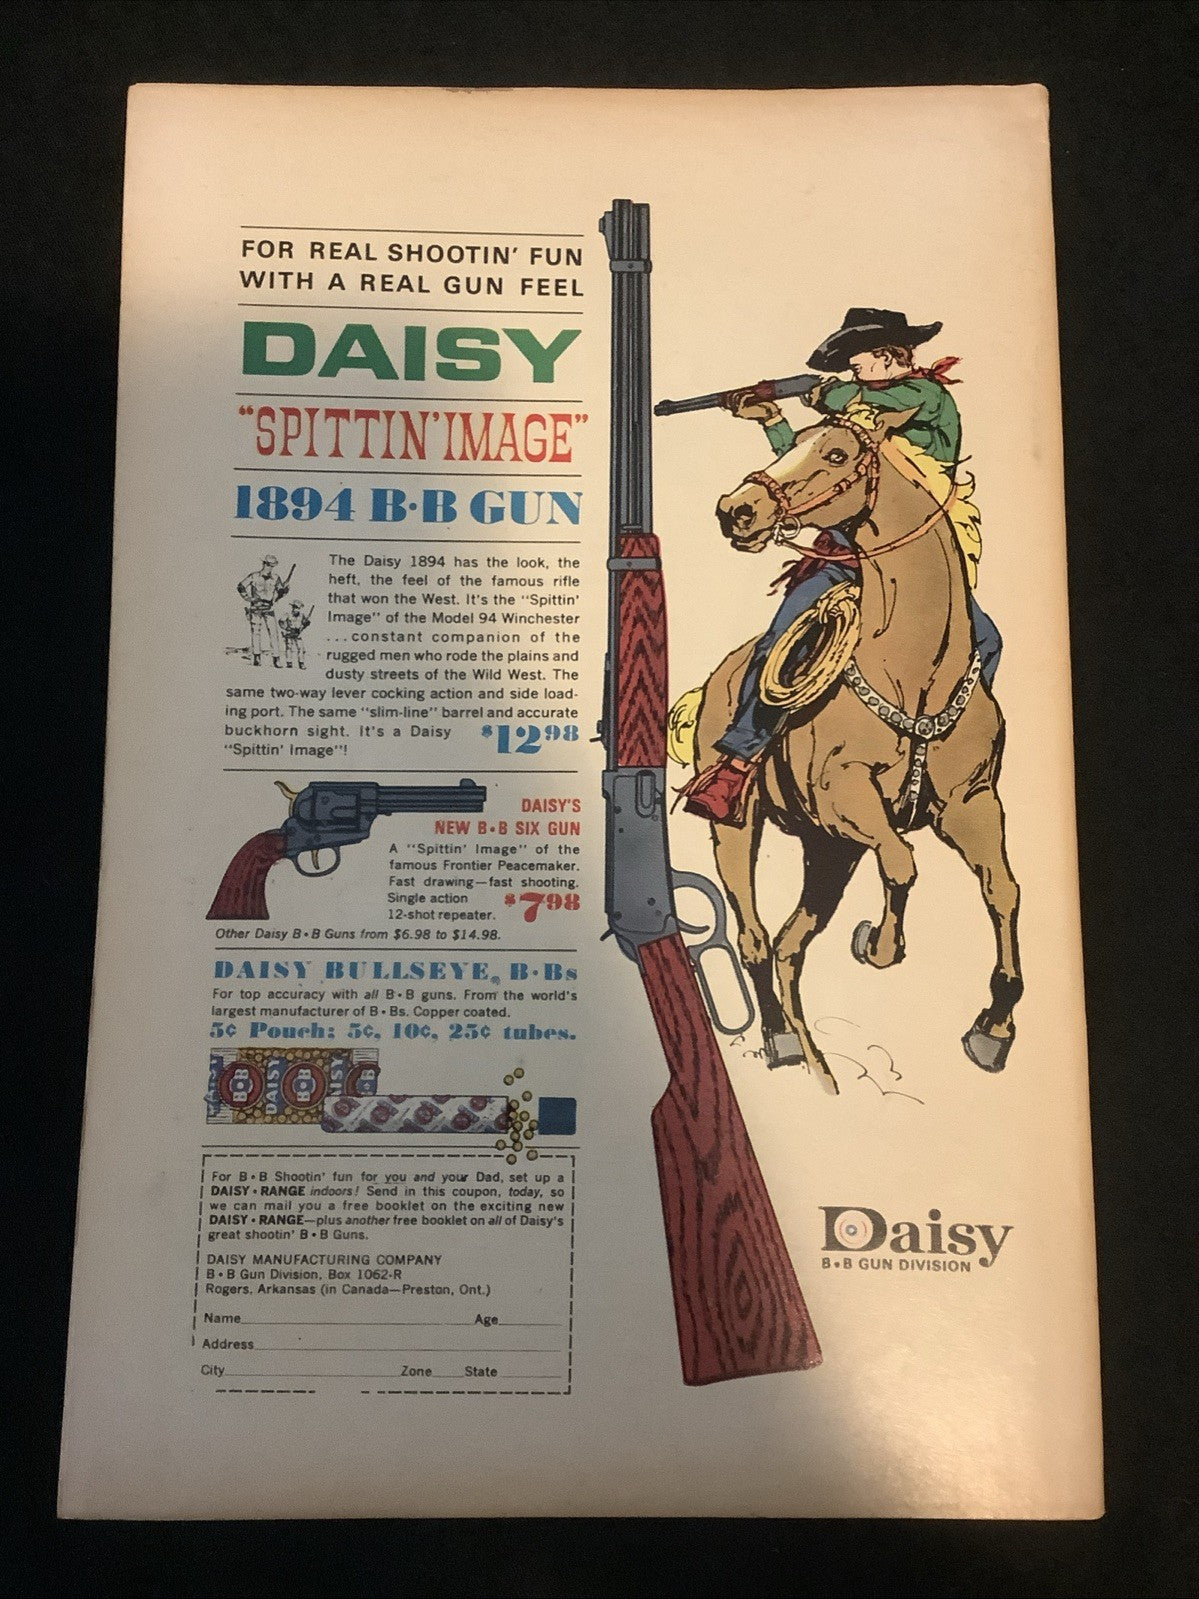 FOR REAL SHOOTIN' FUN
WITH A REAL GUN FEEL
DAISY
"SPITTIN' IMAGE"
1894 B•B GUN
The Daisy 1894 has the look, the
heft, the feel of the famous rifle
that won the West. It's the "Spittin'
Image" of the Model 94 Winchester
...constant companion of the
rugged men who rode the plains and
dusty streets of the Wild West. The
same two-way lever cocking action and side load-
ing port. The same "slim-line" barrel and accurate
buckhorn sight. It's a Daisy $12.98
"Spittin' Image"!
DAISY'S
NEW B•B SIX GUN
A "Spittin' Image" of the
famous Frontier Peacemaker.
Fast drawing—fast shooting.
Single action $7.98
12-shot repeater.
Other Daisy B•B Guns from $6.98 to $14.98.
DAISY BULLSEYE® B•Bs
For top accuracy with all B•B guns. From the world's
largest manufacturer of B•Bs. Copper coated.
5¢ Pouch; 5¢, 10¢, 25¢ tubes.
DAISY B•B DAISY B•B DAISY B•B
For B•B Shootin' fun for you and your Dad, set up a
DAISY•RANGE indoors! Send in this coupon, today, so
we can mail you a free booklet on the exciting new
DAISY•RANGE—plus another free booklet on all of Daisy's
great shootin' B•B Guns.
DAISY MANUFACTURING COMPANY
B•B Gun Division, Box 1062-R
Rogers, Arkansas (in Canada—Preston, Ont.)
Name Age
Address
City Zone State
Daisy
B•B GUN DIVISION